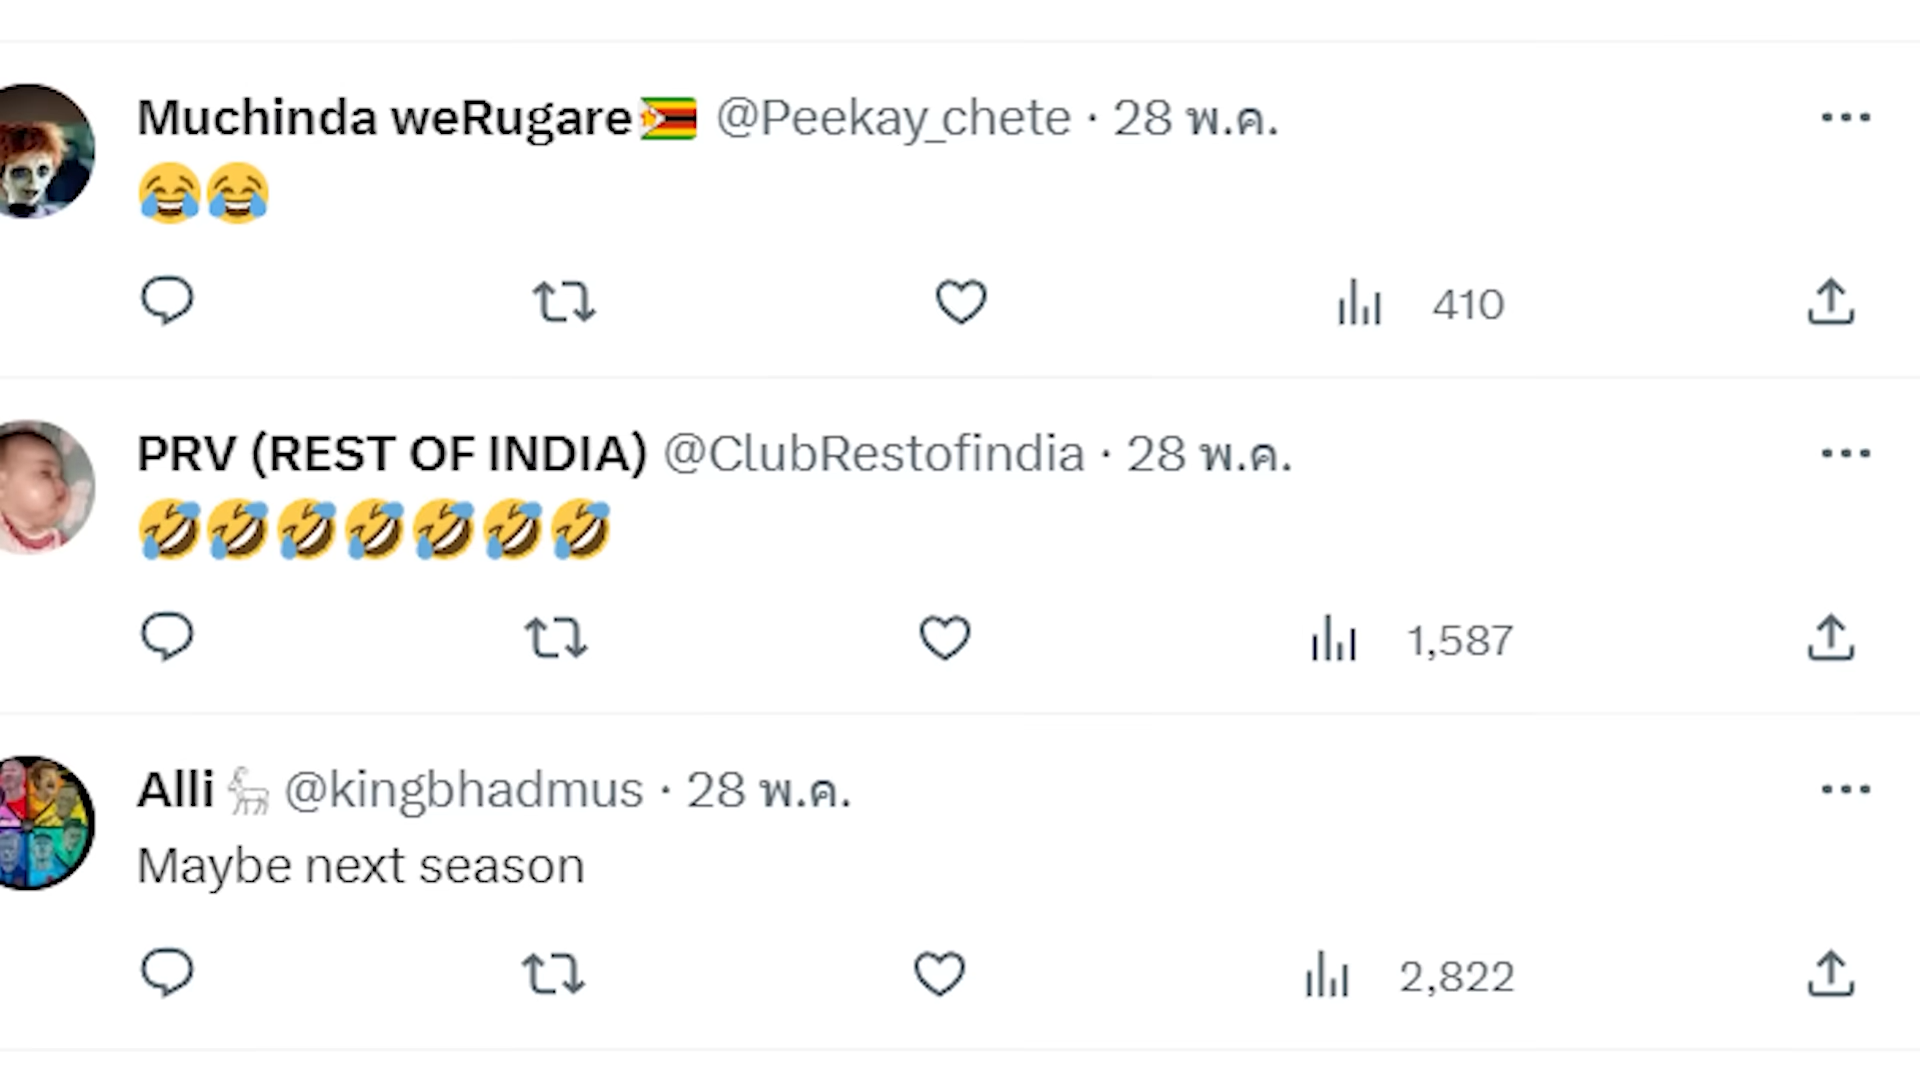 Muchinda weRugare🇿🇼 @Peekay_chete · 28 พ.ค.
😂😂
410
PRV (REST OF INDIA) @ClubRestofindia · 28 พ.ค.
🤣🤣🤣🤣🤣🤣🤣
1,587
Alli🐐 @kingbhadmus · 28 พ.ค.
Maybe next season
2,822